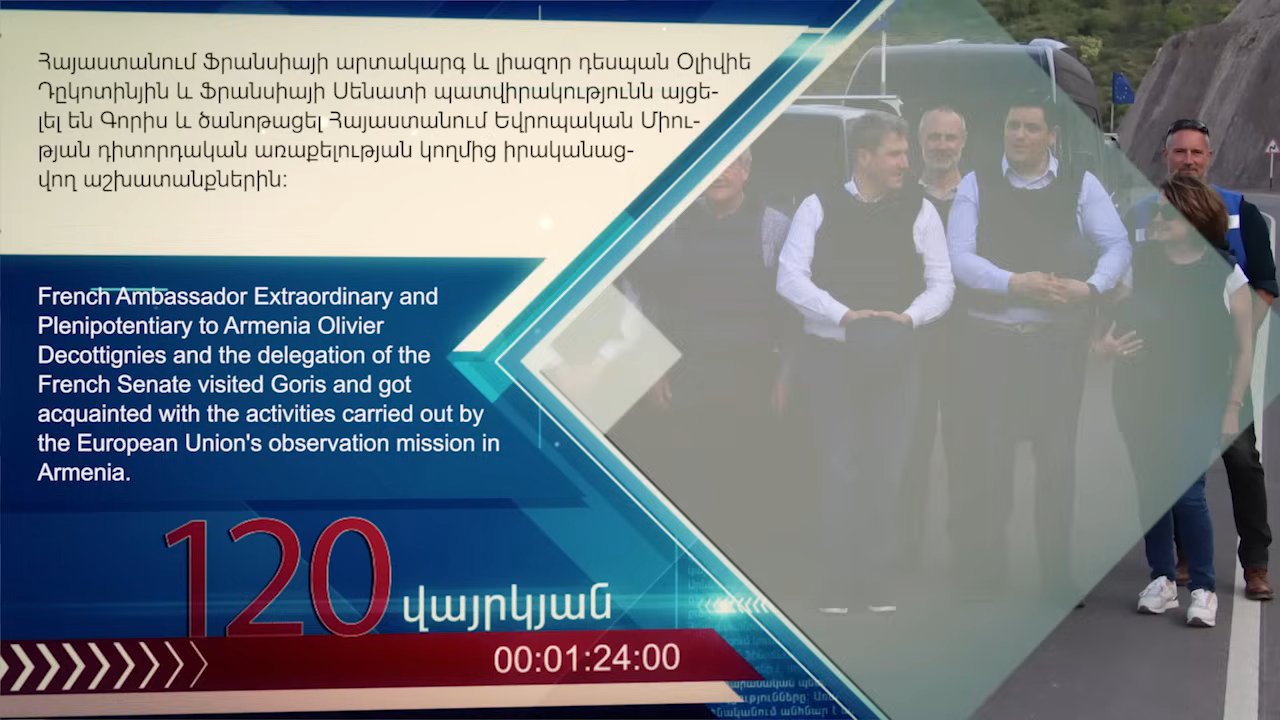 Հայաստանում Ֆրանսիայի արտակարգ և լիազոր դեսպան Օլիվիե
Դըկոտինյին և Ֆրանսիայի Սենատի պատվիրակությունն այցե-
լել են Գորիս և ծանոթացել Հայաստանում Եվրոպական Միու-
թյան դիտորդական առաքելության կողմից իրականաց-
վող աշխատանքներին:
French Ambassador Extraordinary and
Plenipotentiary to Armenia Olivier
Decottignies and the delegation of the
French Senate visited Goris and got
acquainted with the activities carried out by
the European Union's observation mission in
Armenia.
120
վայրկյան
00:01:24:00